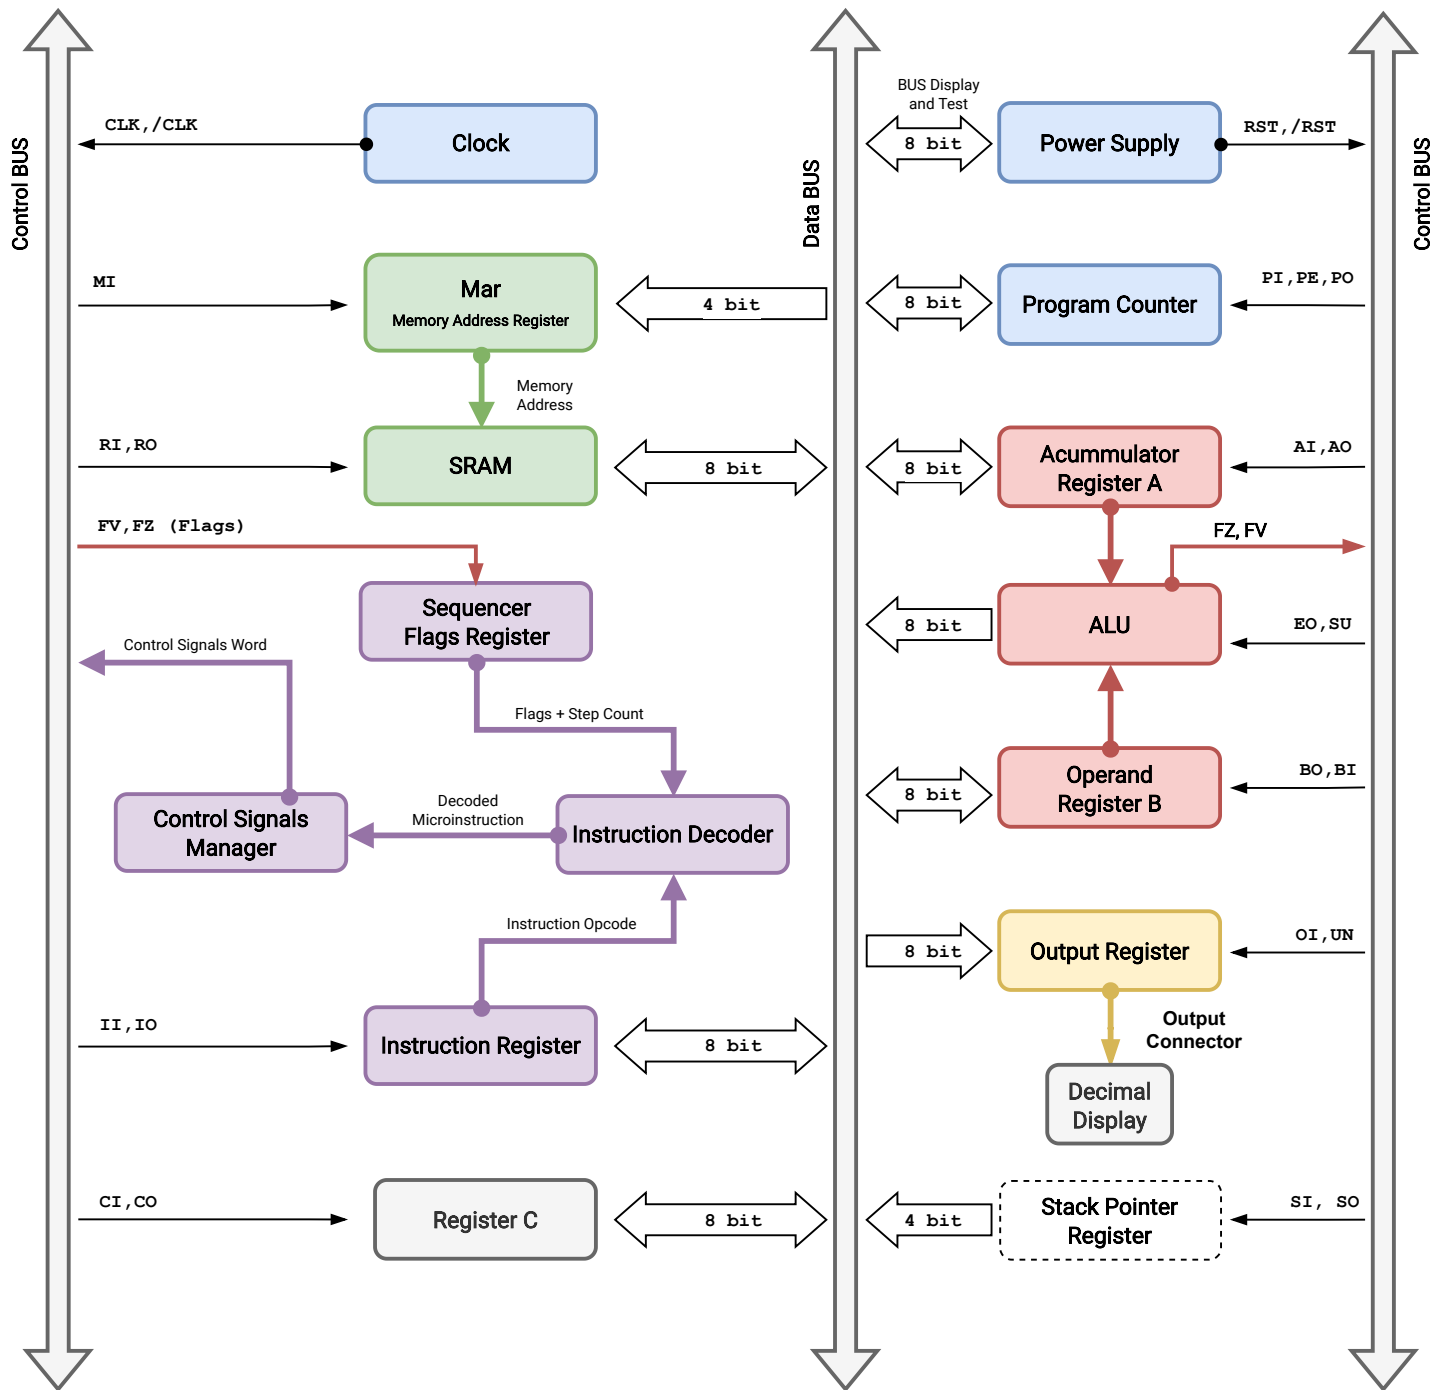 Control BUS
CLK,/CLK
Clock
Data BUS
BUS Display
and Test
8 bit
Power Supply
RST,/RST
Control BUS
MI
Mar
Memory Address Register
4 bit
8 bit
Program Counter
PI,PE,PO
Memory
Address
RI,RO
SRAM
8 bit
8 bit
Acummulator
Register A
AI,AO
FV,FZ (Flags)
FZ, FV
Sequencer
Flags Register
8 bit
ALU
EO,SU
Control Signals Word
Flags + Step Count
Control Signals
Manager
Decoded
Microinstruction
Instruction Decoder
8 bit
Operand
Register B
BO,BI
Instruction Opcode
8 bit
Output Register
OI,UN
II,IO
Instruction Register
8 bit
Output
Connector
Decimal
Display
CI,CO
Register C
8 bit
4 bit
Stack Pointer
Register
SI, SO